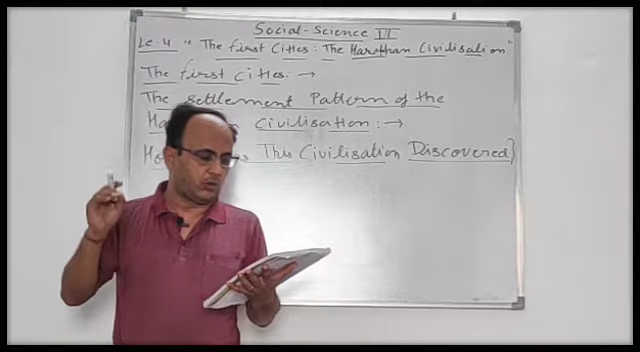 Social-Science VI
Le. 4 " The first Cities: The Harappan Civilisation "
The first Cities. →
The settlement Pattern of the
Civilisation :→
This Civilisation Discovered)